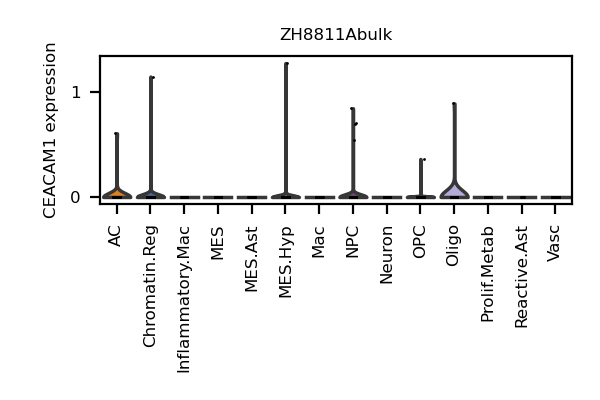 ZH8811Abulk
CEACAM1 expression
1
0
AC
Chromatin.Reg
Inflammatory.Mac
MES
MES.Ast
MES.Hyp
Mac
NPC
Neuron
OPC
Oligo
Prolif.Metab
Reactive.Ast
Vasc